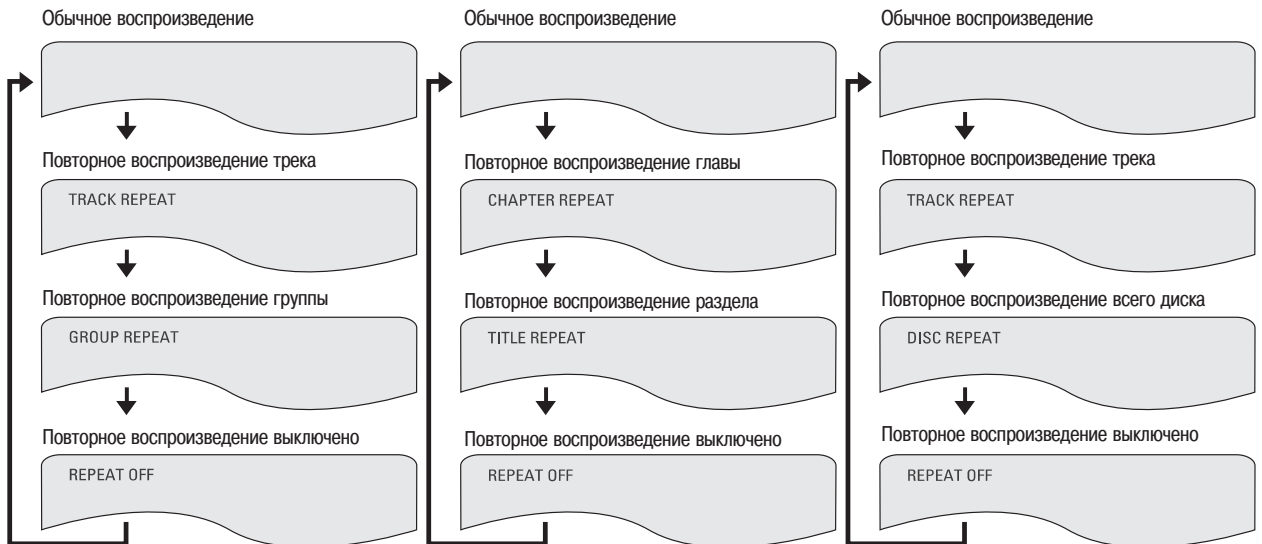 Обычное воспроизведение
Повторное воспроизведение трека
TRACK REPEAT
Повторное воспроизведение группы
GROUP REPEAT
Повторное воспроизведение выключено
REPEAT OFF
Обычное воспроизведение
Повторное воспроизведение главы
CHAPTER REPEAT
Повторное воспроизведение раздела
TITLE REPEAT
Повторное воспроизведение выключено
REPEAT OFF
Обычное воспроизведение
Повторное воспроизведение трека
TRACK REPEAT
Повторное воспроизведение всего диска
DISC REPEAT
Повторное воспроизведение выключено
REPEAT OFF